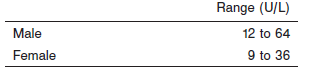 Range (U/L)
Male 12 to 64
Female 9 to 36